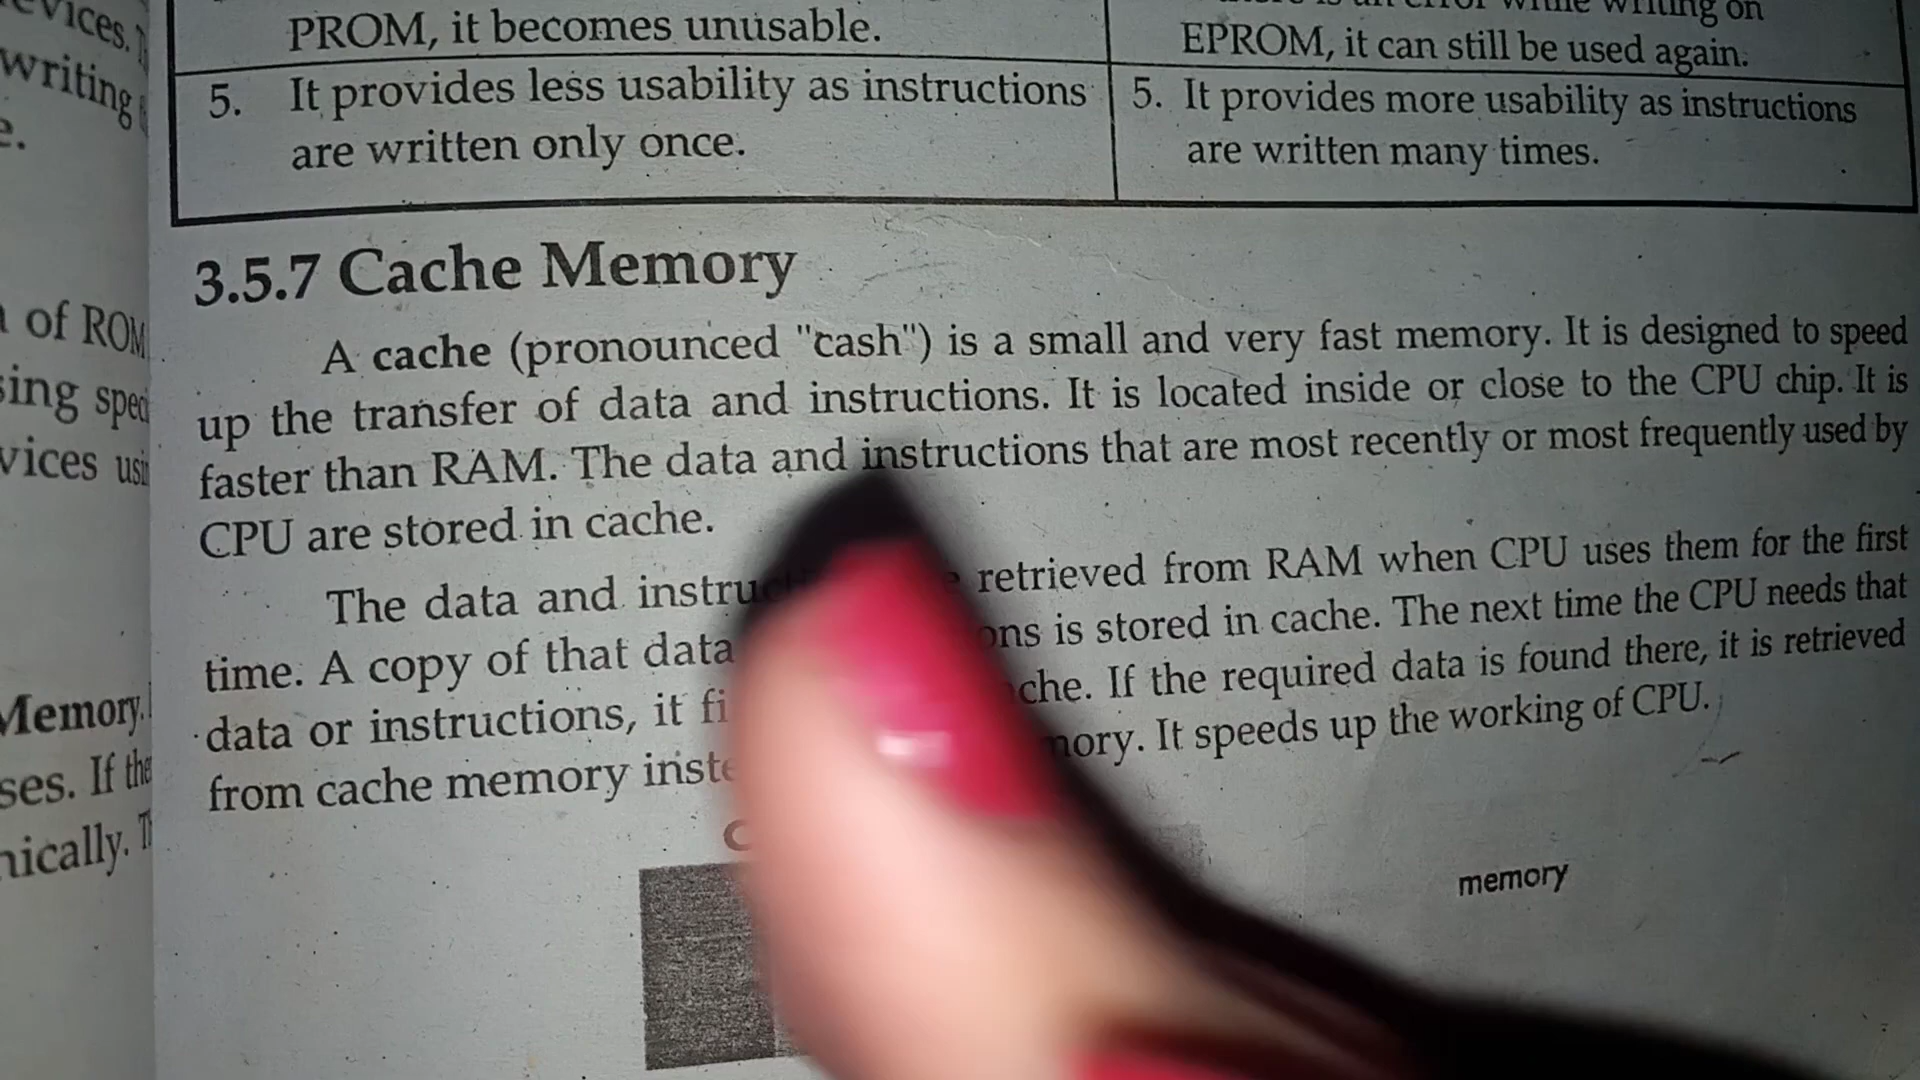 evices.
writing
e.
of ROM
sing
vices
Memory.
ses. If the
nically.
PROM, it becomes unusable.
5. It provides less usability as instructions
are written only once.
writing on
EPROM, it can still be used again.
5. It provides more usability as instructions
are written many times.
3.5.7 Cache Memory
A cache (pronounced "cash") is a small and very fast memory. It is designed to speed
up the transfer of data and instructions. It is located inside or close to the CPU chip. It is
faster than RAM. The data and instructions that are most recently or most frequently used by
CPU are stored in cache.
The data and retrieved from RAM when CPU uses them for the first
time. A copy of that data is stored in cache. The next time the CPU needs that
data or instructions, it If the required data is found there, it is retrieved
from cache memory It speeds up the working of CPU.
memory